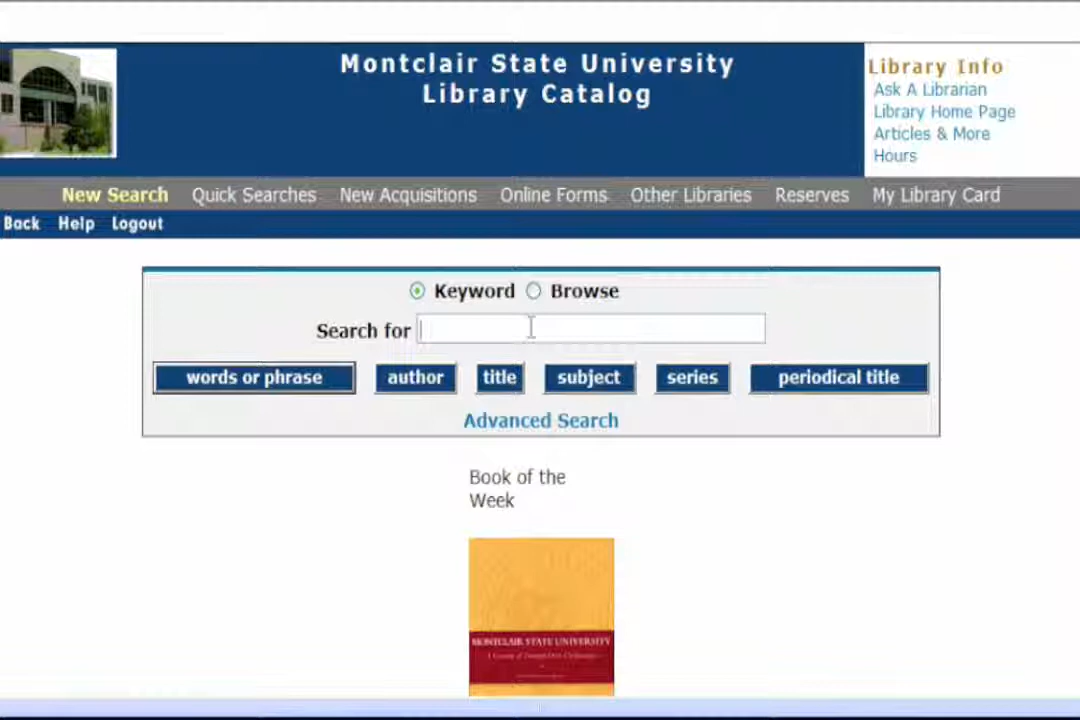 Montclair State University
Library Catalog
Library Info
Ask A Librarian
Library Home Page
Articles & More
Hours
New Search Quick Searches New Acquisitions Online Forms Other Libraries Reserves My Library Card
Back Help Logout
Keyword Browse
Search for
words or phrase author title subject series periodical title
Advanced Search
Book of the
Week
MONTCLAIR STATE UNIVERSITY